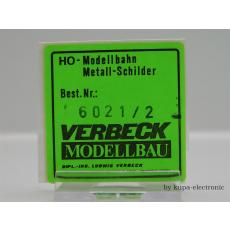 HO-Modellbahn
Metall-Schilder
Best.Nr.:
6021/2
VERBECK
MODELLBAU
DIPL.-ING. LUDWIG VERBECK
by kupa-electronic